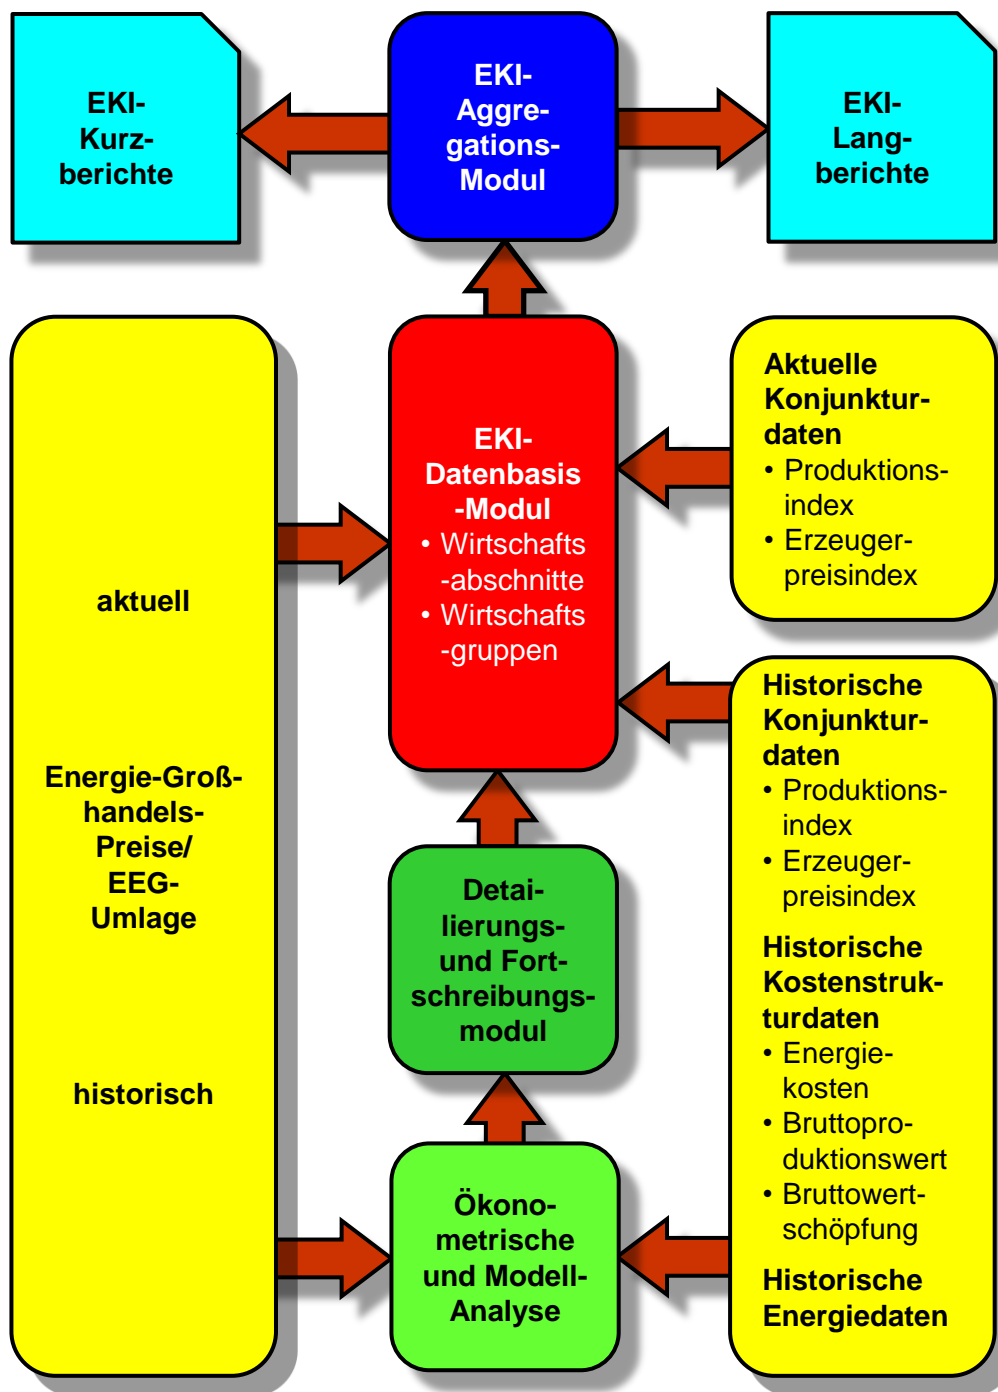 EKI-
Kurz-
berichte
EKI-
Aggre-
gations-
Modul
EKI-
Lang-
berichte
aktuell
Energie-Groß-
handels-
Preise/
EEG-
Umlage
historisch
EKI-
Datenbasis
-Modul
• Wirtschafts
-abschnitte
• Wirtschafts
-gruppen
Detai-
lierungs-
und Fort-
schreibungs-
modul
Ökono-
metrische
und Modell-
Analyse
Aktuelle
Konjunktur-
daten
• Produktions-
index
• Erzeuger-
preisindex
Historische
Konjunktur-
daten
• Produktions-
index
• Erzeuger-
preisindex
Historische
Kostenstruk-
turdaten
• Energie-
kosten
• Bruttopro-
duktionswert
• Bruttowert-
schöpfung
Historische
Energiedaten